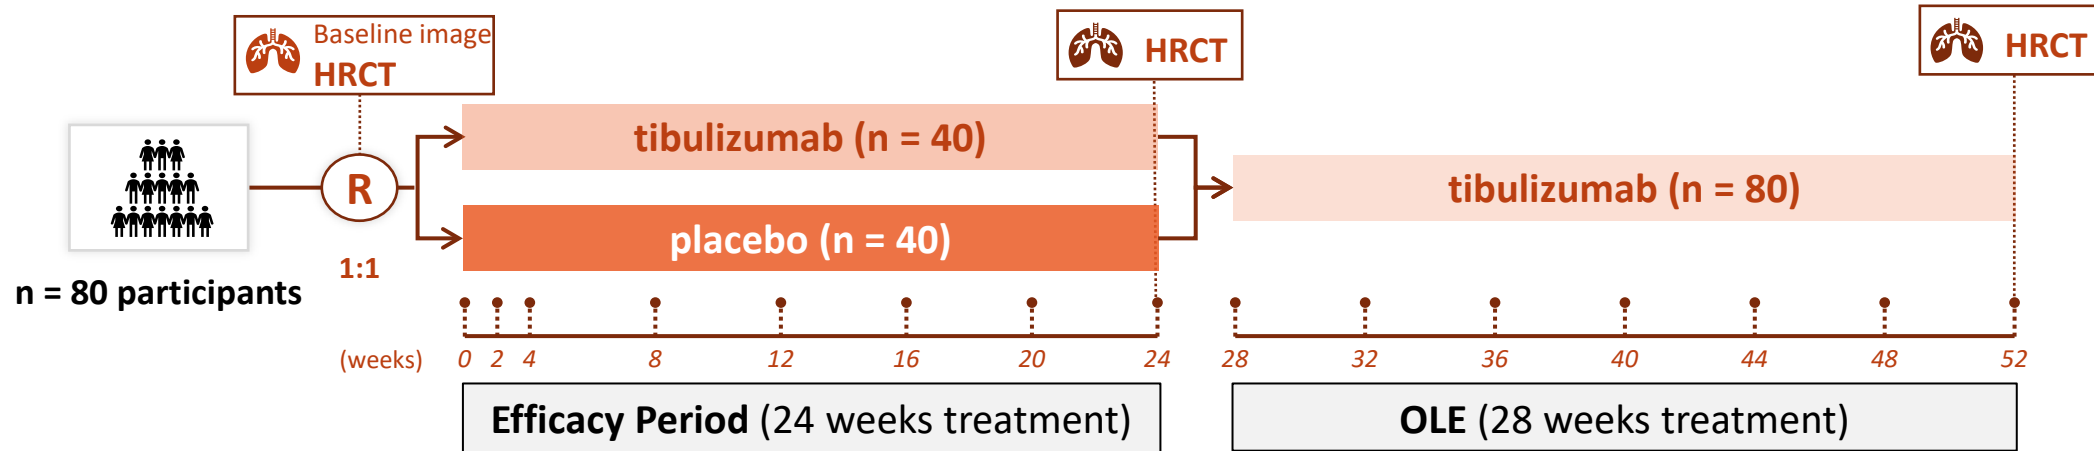 Baseline image
HRCT
HRCT
HRCT
tibulizumab (n = 40)
R
tibulizumab (n = 80)
placebo (n = 40)
1:1
n = 80 participants
(weeks) 0 2 4 8 12 16 20 24 28 32 36 40 44 48 52
Efficacy Period (24 weeks treatment)
OLE (28 weeks treatment)